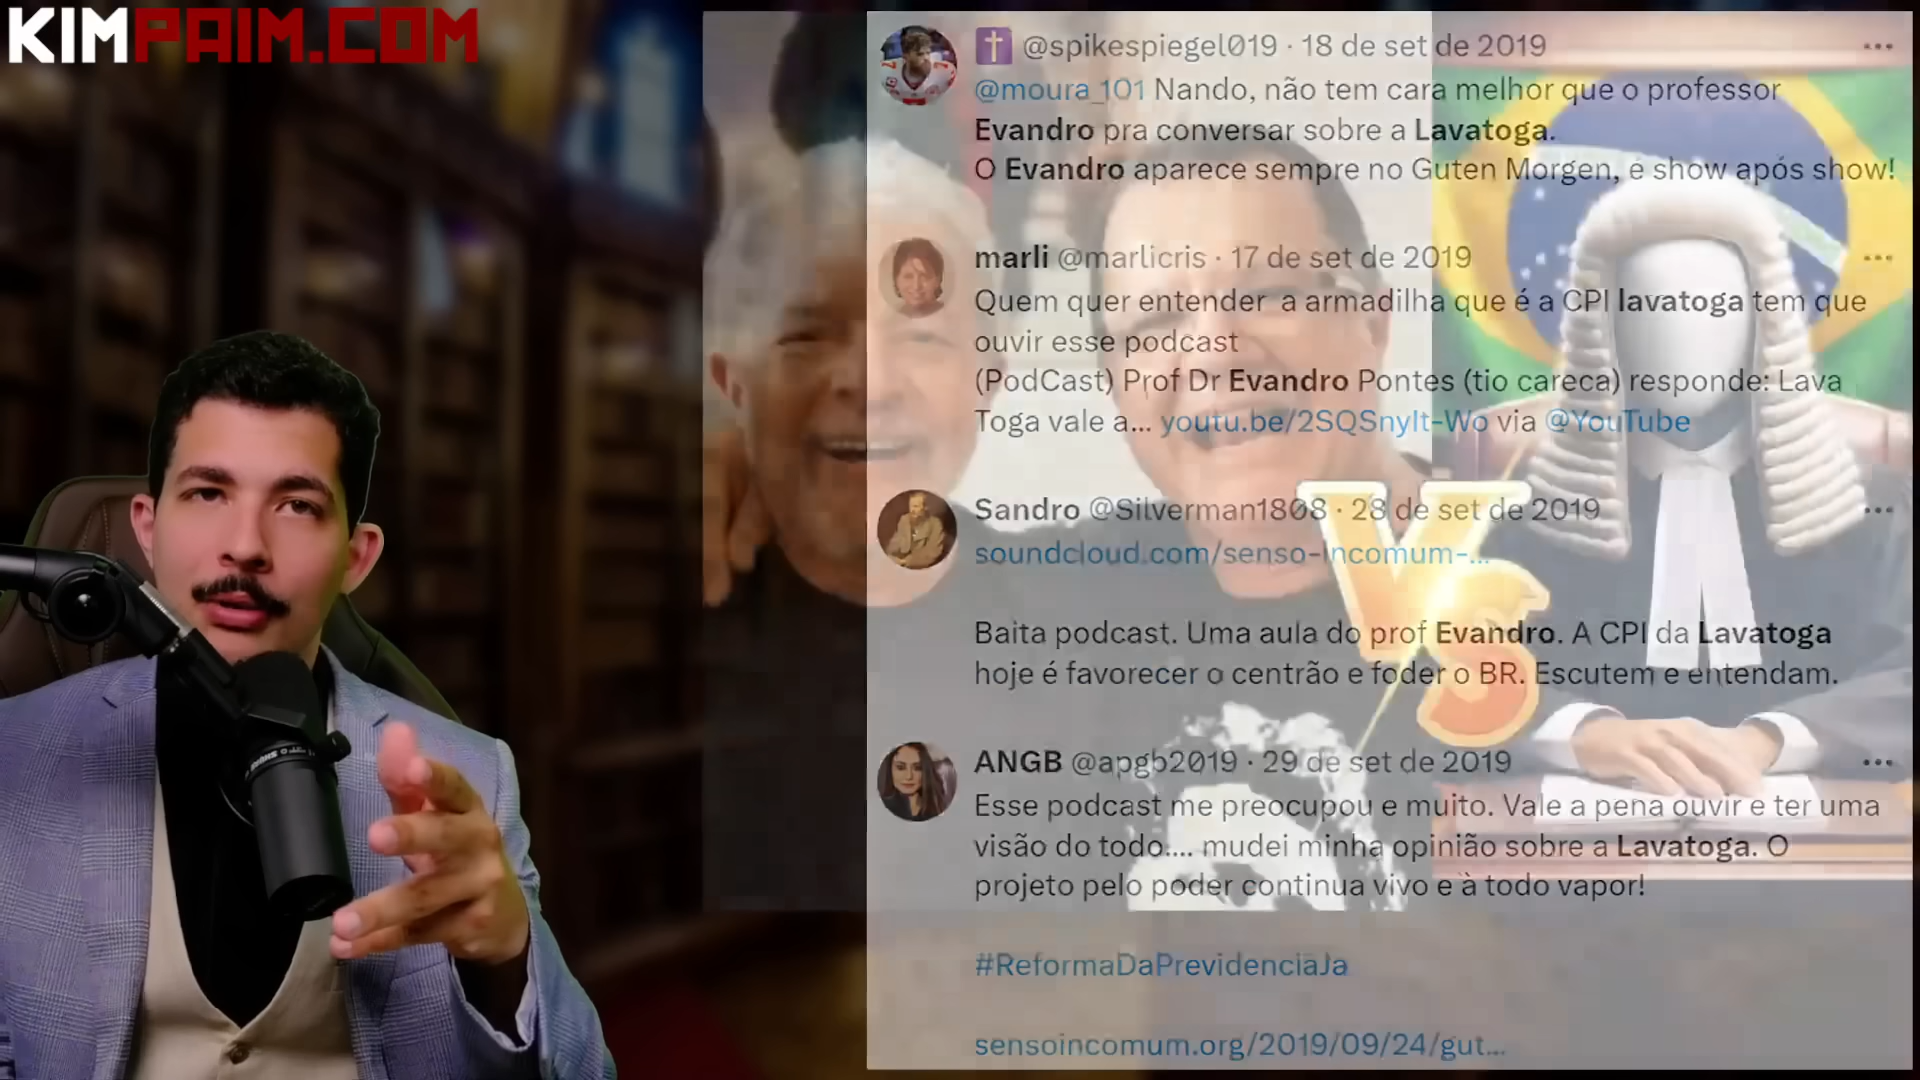 KIMPAIM.COM
@spikespiegel019 · 18 de set de 2019
@moura_101 Nando, não tem cara melhor que o professor
Evandro pra conversar sobre a Lavatoga.
O Evandro aparece sempre no Guten Morgen, é show após show!
marli @marlicris · 17 de set de 2019
Quem quer entender a armadilha que é a CPI lavatoga tem que
ouvir esse podcast
(PodCast) Prof Dr Evandro Pontes (tio careca) responde: Lava
Toga vale a... youtu.be/2SQSnyIt-Wo via @YouTube
Sandro @Silverman1808 · 28 de set de 2019
soundcloud.com/senso-incomum-...
Baita podcast. Uma aula do prof Evandro. A CPI da Lavatoga
hoje é favorecer o centrão e foder o BR. Escutem e entendam.
ANGB @apgb2019 · 29 de set de 2019
Esse podcast me preocupou e muito. Vale a pena ouvir e ter uma
visão do todo.... mudei minha opinião sobre a Lavatoga. O
projeto pelo poder continua vivo e à todo vapor!
#ReformaDaPrevidenciaJa
sensoincomum.org/2019/09/24/gut...
VS